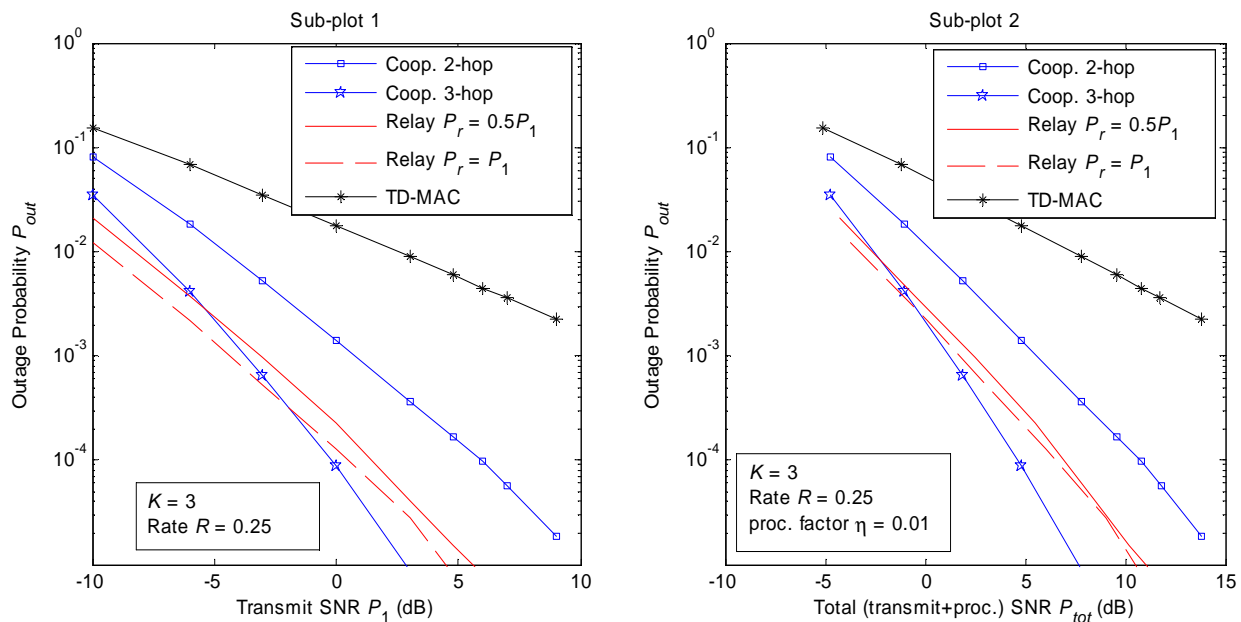 Sub-plot 1
10^0
10^-1
10^-2
10^-3
10^-4
Outage Probability P_out
Coop. 2-hop
Coop. 3-hop
Relay P_r = 0.5P_1
Relay P_r = P_1
TD-MAC
K = 3
Rate R = 0.25
-10 -5 0 5 10
Transmit SNR P_1 (dB)
Sub-plot 2
10^0
10^-1
10^-2
10^-3
10^-4
Outage Probability P_out
Coop. 2-hop
Coop. 3-hop
Relay P_r = 0.5P_1
Relay P_r = P_1
TD-MAC
K = 3
Rate R = 0.25
proc. factor η = 0.01
-10 -5 0 5 10 15
Total (transmit+proc.) SNR P_tot (dB)